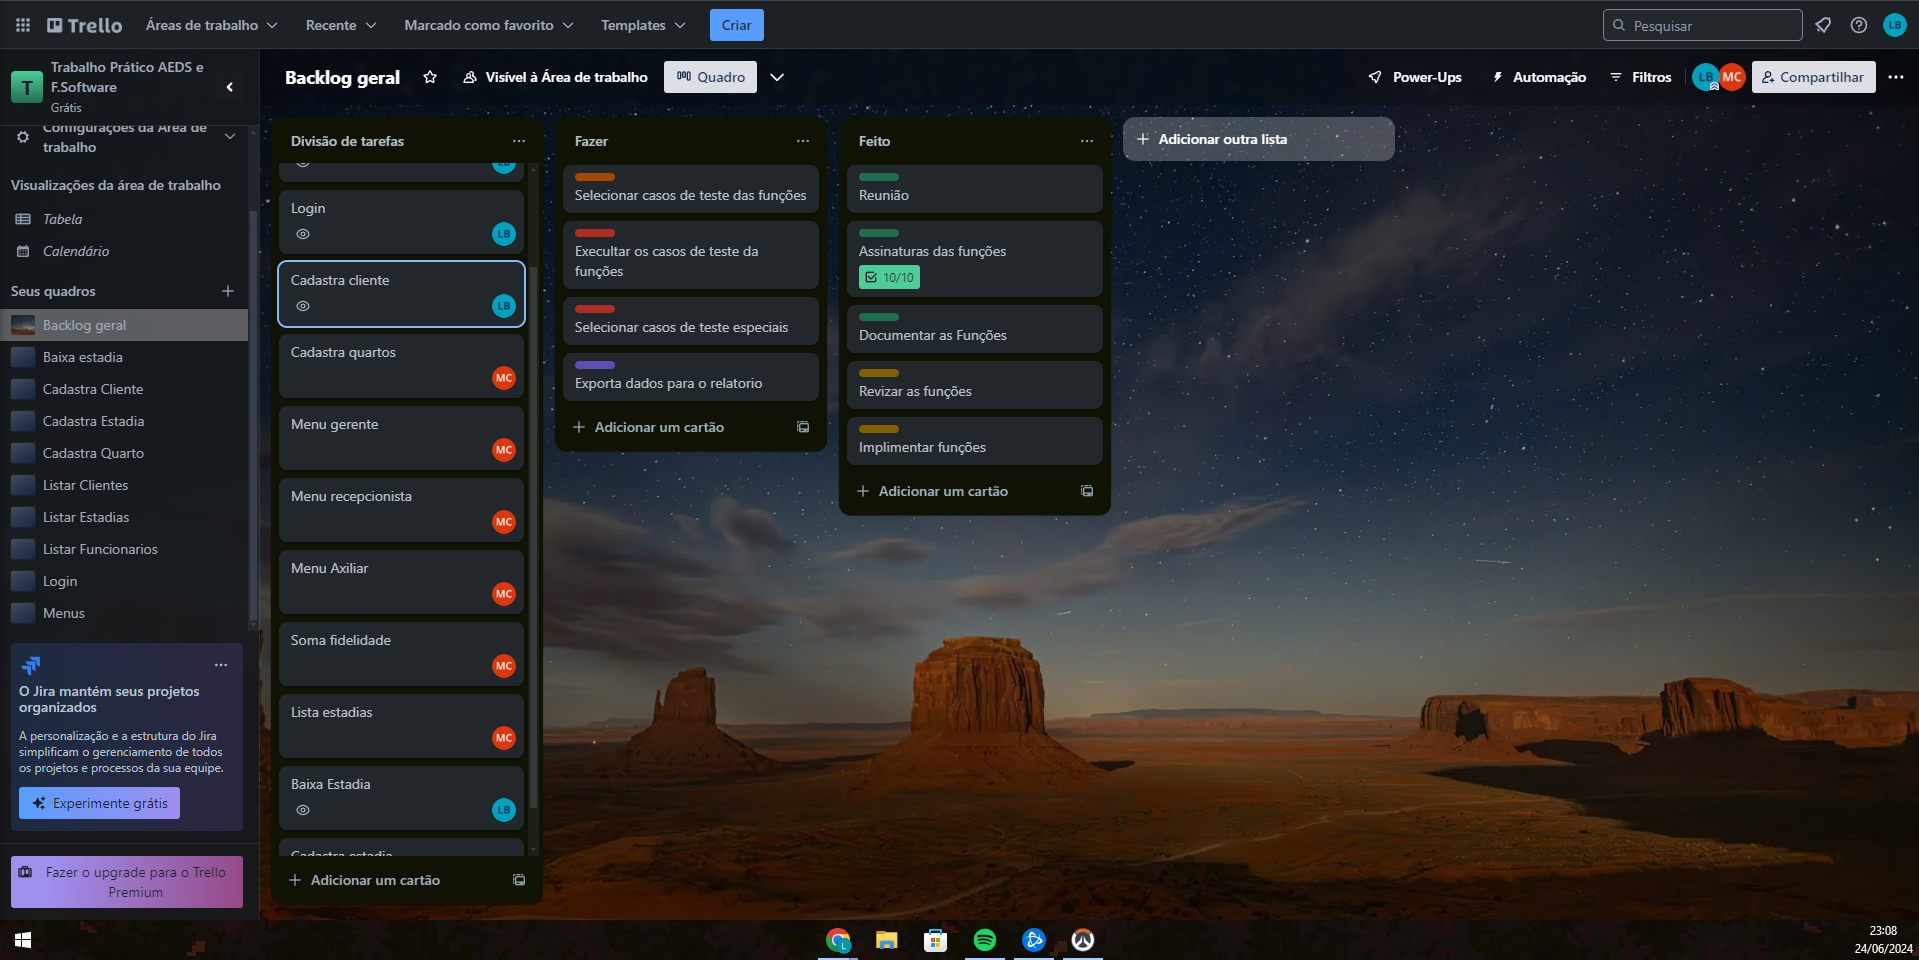 Trello
Áreas de trabalho
Recente
Marcado como favorito
Templates
Criar
Pesquisar
LB
T
Trabalho Prático AEDS e
F.Software
Grátis
Configurações da Área de
trabalho
Visualizações da área de trabalho
Tabela
Calendário
Seus quadros
Backlog geral
Baixa estadia
Cadastra Cliente
Cadastra Estadia
Cadastra Quarto
Listar Clientes
Listar Estadias
Listar Funcionarios
Login
Menus
O Jira mantém seus projetos
organizados
A personalização e a estrutura do Jira
simplificam o gerenciamento de todos
os projetos e processos da sua equipe.
Experimente grátis
Fazer o upgrade para o Trello
Premium
Backlog geral
Visível à Área de trabalho
Quadro
Power-Ups
Automação
Filtros
LB
MC
Compartilhar
Divisão de tarefas
LB
Login
LB
Cadastra cliente
LB
Cadastra quartos
MC
Menu gerente
MC
Menu recepcionista
MC
Menu Axiliar
MC
Soma fidelidade
MC
Lista estadias
MC
Baixa Estadia
LB
Cadastra estadia
Adicionar um cartão
Fazer
Selecionar casos de teste das funções
Execultar os casos de teste da
funções
Selecionar casos de teste especiais
Exporta dados para o relatorio
Adicionar um cartão
Feito
Reunião
Assinaturas das funções
10/10
Documentar as Funções
Revizar as funções
Implimentar funções
Adicionar um cartão
Adicionar outra lista
L
23:08
24/06/2024